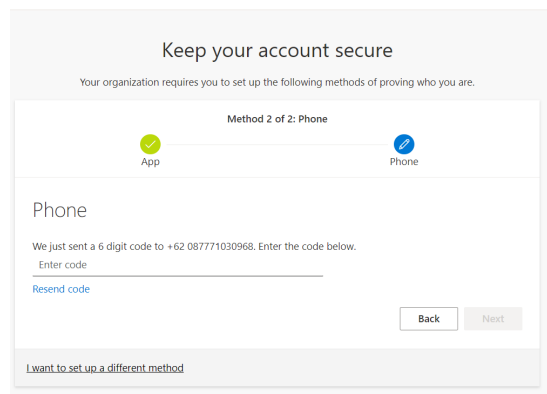 Keep your account secure
Your organization requires you to set up the following methods of proving who you are.
Method 2 of 2: Phone
App
Phone
Phone
We just sent a 6 digit code to +62 087771030968. Enter the code below.
Enter code
Resend code
Back
Next
I want to set up a different method